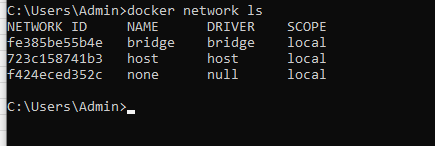 C:\Users\Admin>docker network ls
NETWORK ID     NAME      DRIVER    SCOPE
fe385be55b4e   bridge    bridge    local
723c158741b3   host      host      local
f424eced352c   none      null      local
C:\Users\Admin>